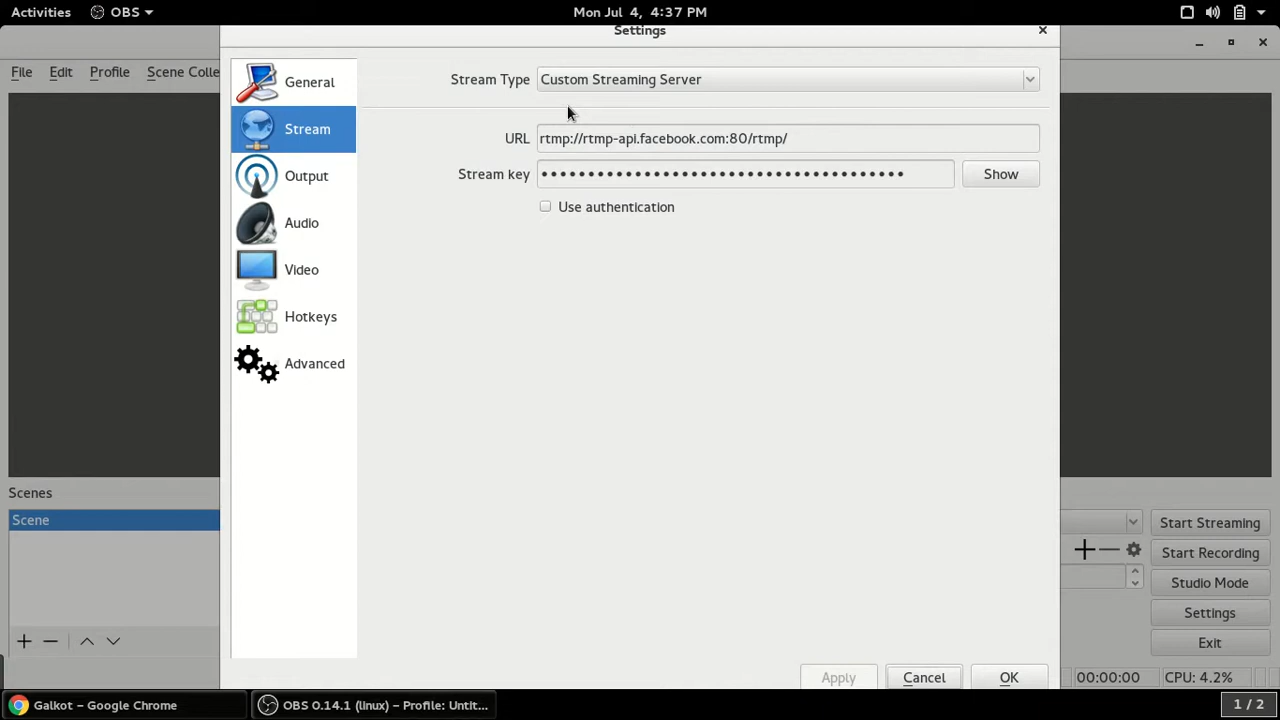 Activities OBS Mon Jul 4, 4:37 PM
Settings
File Edit Profile Scene Colle
General
Stream
Output
Audio
Video
Hotkeys
Advanced
Stream Type Custom Streaming Server
URL rtmp://rtmp-api.facebook.com:80/rtmp/
Stream key ••••••••••••••••••••••••••••••••••••••• Show
Use authentication
Scenes
Scene
Start Streaming
Start Recording
Studio Mode
Settings
Exit
Apply Cancel OK
00:00:00 CPU: 4.2%
Galkot – Google Chrome OBS 0.14.1 (linux) – Profile: Untit... 1 / 2